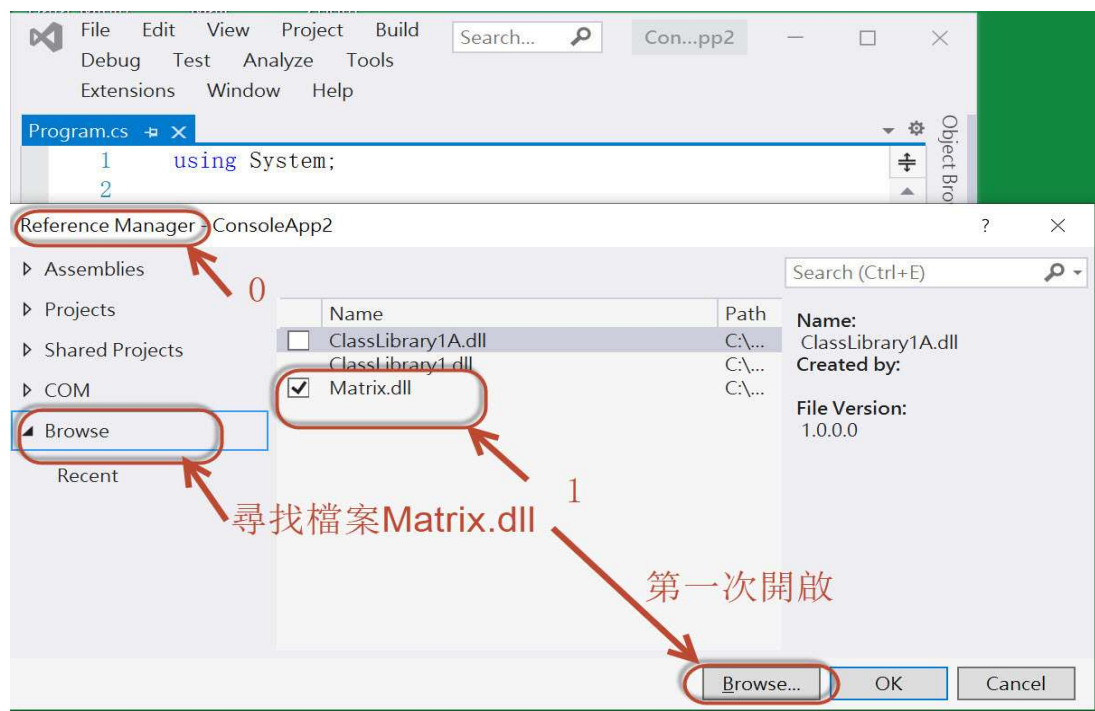 File Edit View Project Build
Search...
Con...pp2
Debug Test Analyze Tools
Extensions Window Help
Program.cs
Object Bro
1 using System;
2
Reference Manager - ConsoleApp2
?
Assemblies
Search (Ctrl+E)
0
Projects
Name Path
Name:
ClassLibrary1A.dll C:\...
ClassLibrary1A.dll
Shared Projects
ClassLibrary1.dll C:\...
Created by:
COM
Matrix.dll C:\...
File Version:
1.0.0.0
Browse
Recent
1
尋找檔案Matrix.dll
第一次開啟
Browse... OK Cancel